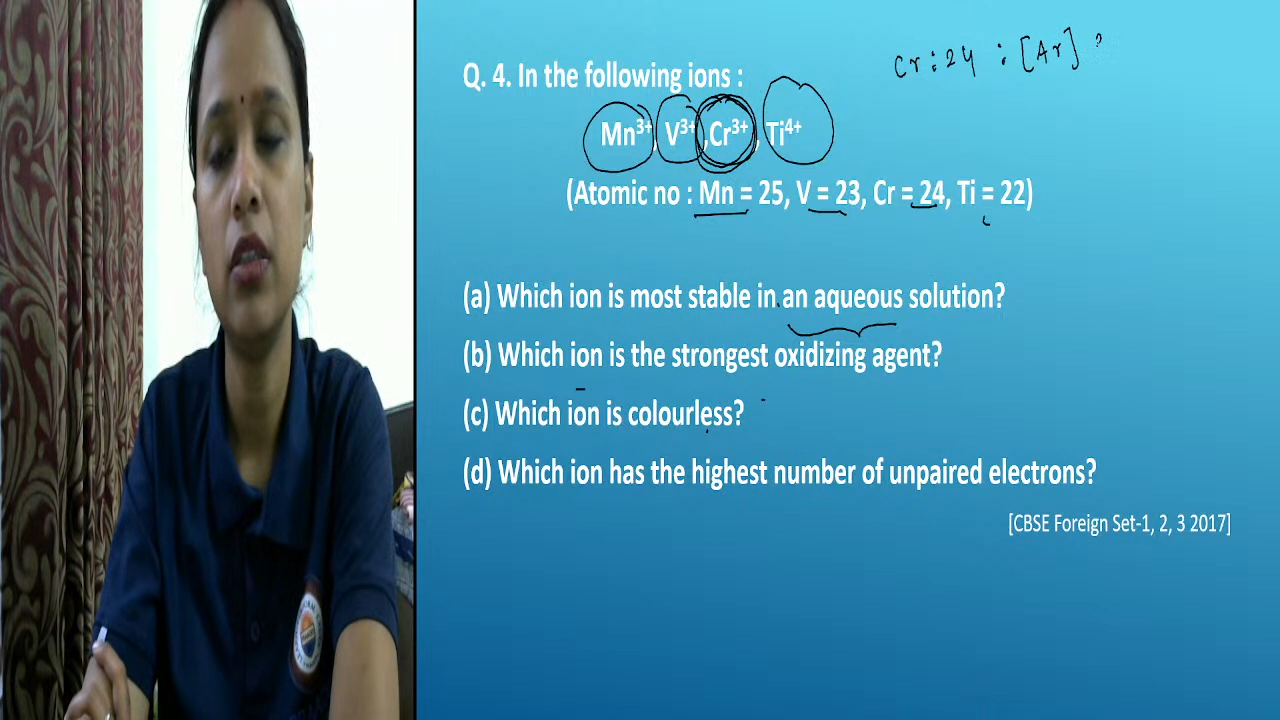 Cr : 24 : [Ar] 3
Q. 4. In the following ions :
Mn³⁺, V³⁺, Cr³⁺, Ti⁴⁺
(Atomic no : Mn = 25, V = 23, Cr = 24, Ti = 22)
(a) Which ion is most stable in an aqueous solution?
(b) Which ion is the strongest oxidizing agent?
(c) Which ion is colourless?
(d) Which ion has the highest number of unpaired electrons?
[CBSE Foreign Set-1, 2, 3 2017]